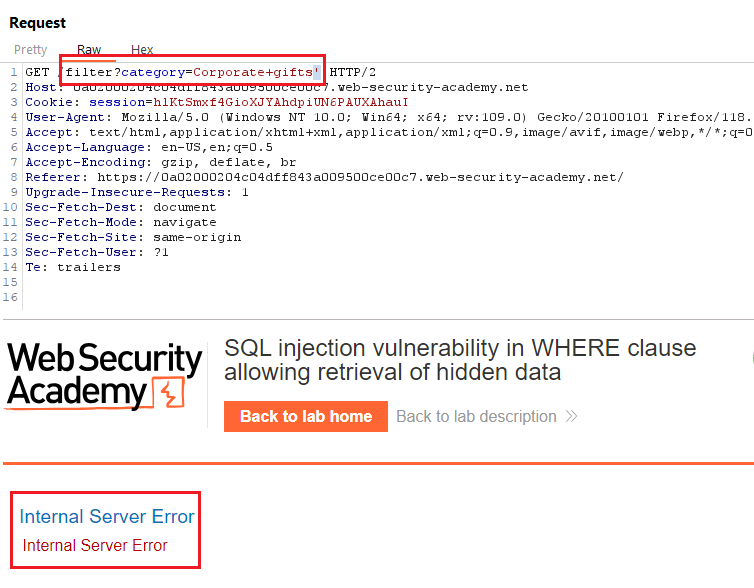 Request
Pretty Raw Hex
1 GET /filter?category=Corporate+gifts' HTTP/2
2 Host: 0a02000204c04dff843a009500ce00c7.web-security-academy.net
3 Cookie: session=hlKtSmxf4GioXJYAhdpiUN6PAUXAhauI
4 User-Agent: Mozilla/5.0 (Windows NT 10.0; Win64; x64; rv:109.0) Gecko/20100101 Firefox/118.
5 Accept: text/html,application/xhtml+xml,application/xml;q=0.9,image/avif,image/webp,*/*;q=0
6 Accept-Language: en-US,en;q=0.5
7 Accept-Encoding: gzip, deflate, br
8 Referer: https://0a02000204c04dff843a009500ce00c7.web-security-academy.net/
9 Upgrade-Insecure-Requests: 1
10 Sec-Fetch-Dest: document
11 Sec-Fetch-Mode: navigate
12 Sec-Fetch-Site: same-origin
13 Sec-Fetch-User: ?1
14 Te: trailers
15
16
Web Security
Academy
SQL injection vulnerability in WHERE clause
allowing retrieval of hidden data
Back to lab home Back to lab description
Internal Server Error
Internal Server Error